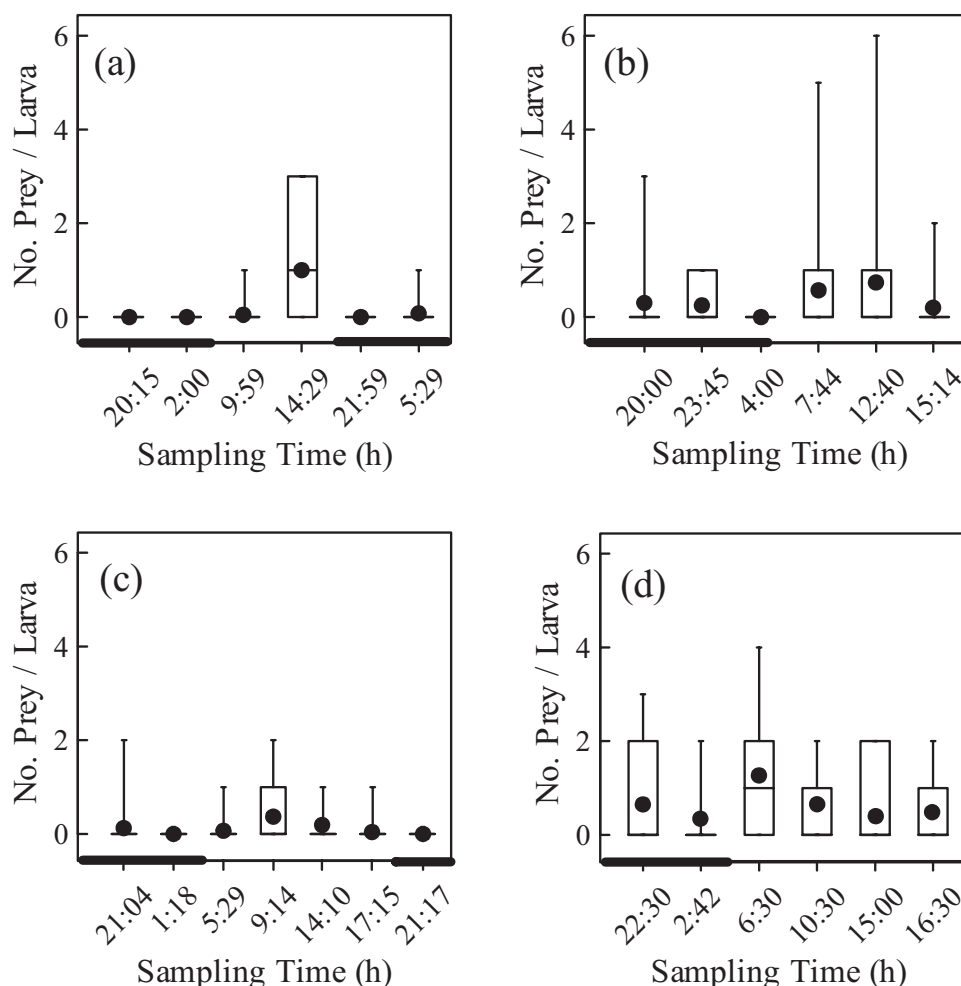 (a)
No. Prey / Larva
6
4
2
0
20:15 2:00 9:59 14:29 21:59 5:29
Sampling Time (h)
(b)
No. Prey / Larva
6
4
2
0
20:00 23:45 4:00 7:44 12:40 15:14
Sampling Time (h)
(c)
No. Prey / Larva
6
4
2
0
21:04 1:18 5:29 9:14 14:10 17:15 21:17
Sampling Time (h)
(d)
No. Prey / Larva
6
4
2
0
22:30 2:42 6:30 10:30 15:00 16:30
Sampling Time (h)